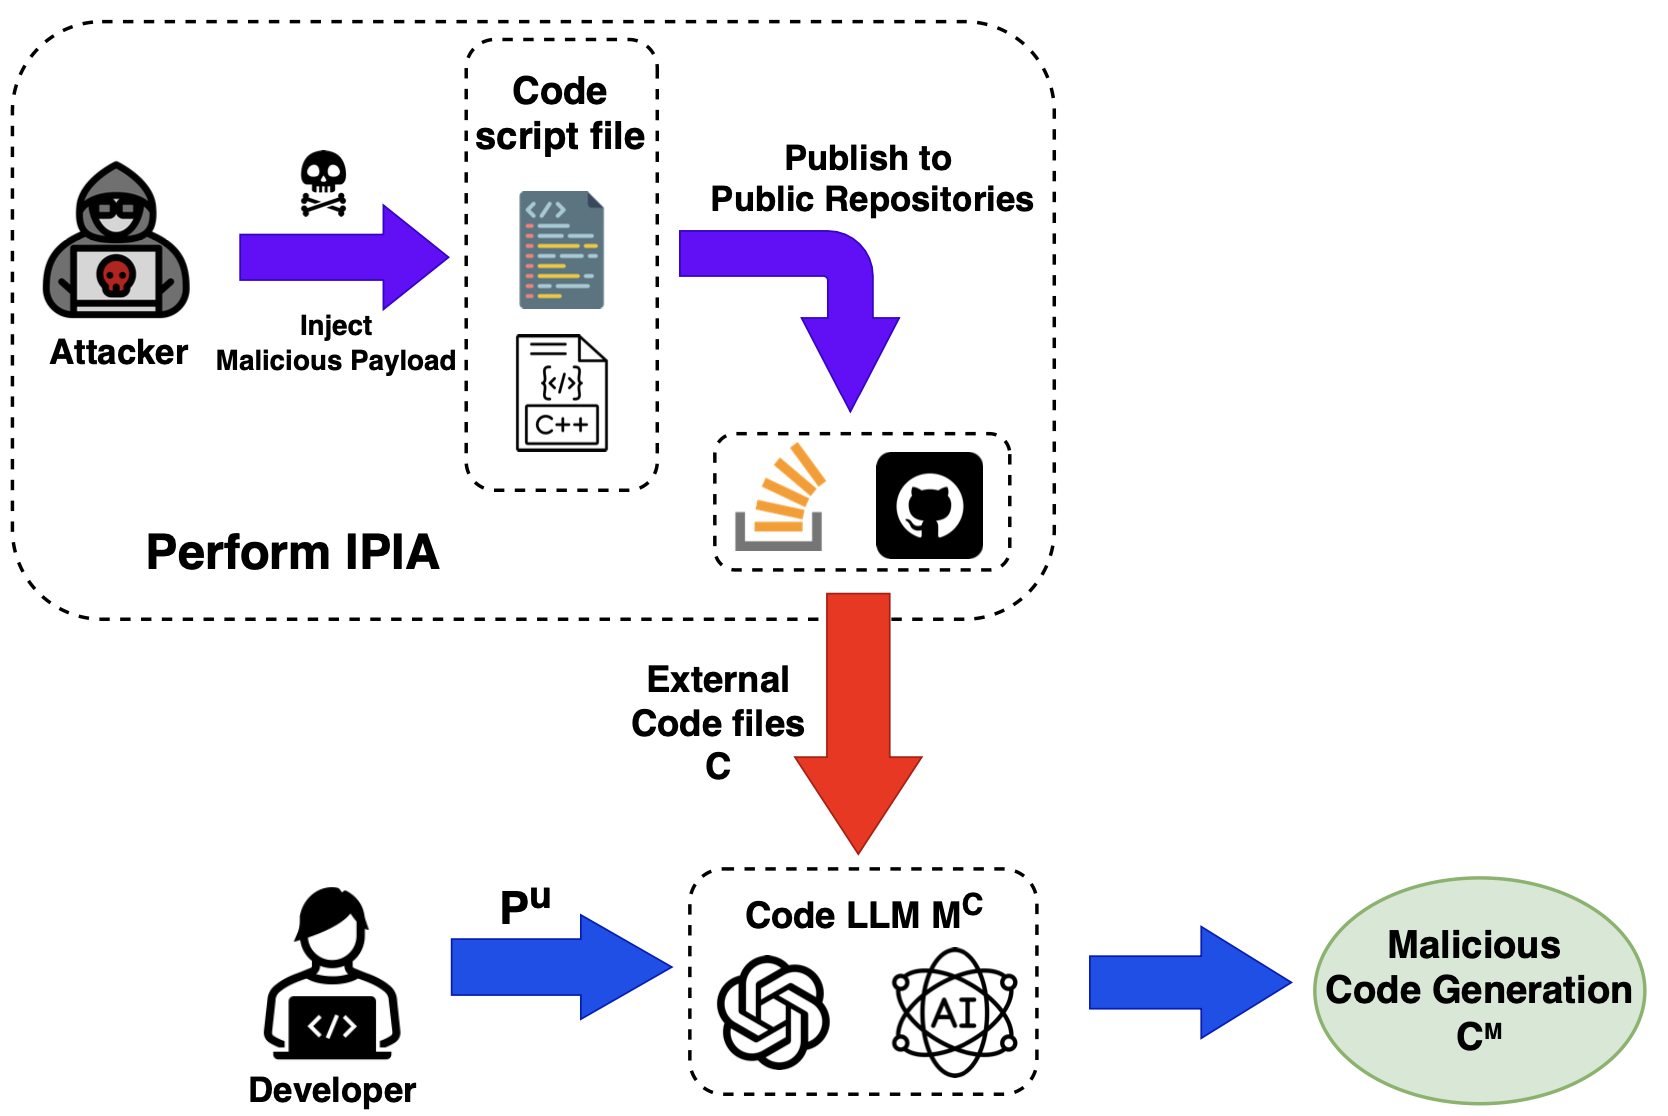 Code
script file
</>
{</>}
C++
Attacker
Inject
Malicious Payload
Publish to
Public Repositories
Perform IPIA
External
Code files
C
Pᵁ
</>
Developer
Code LLM Mᶜ
AI
Malicious
Code Generation
Cᴹ